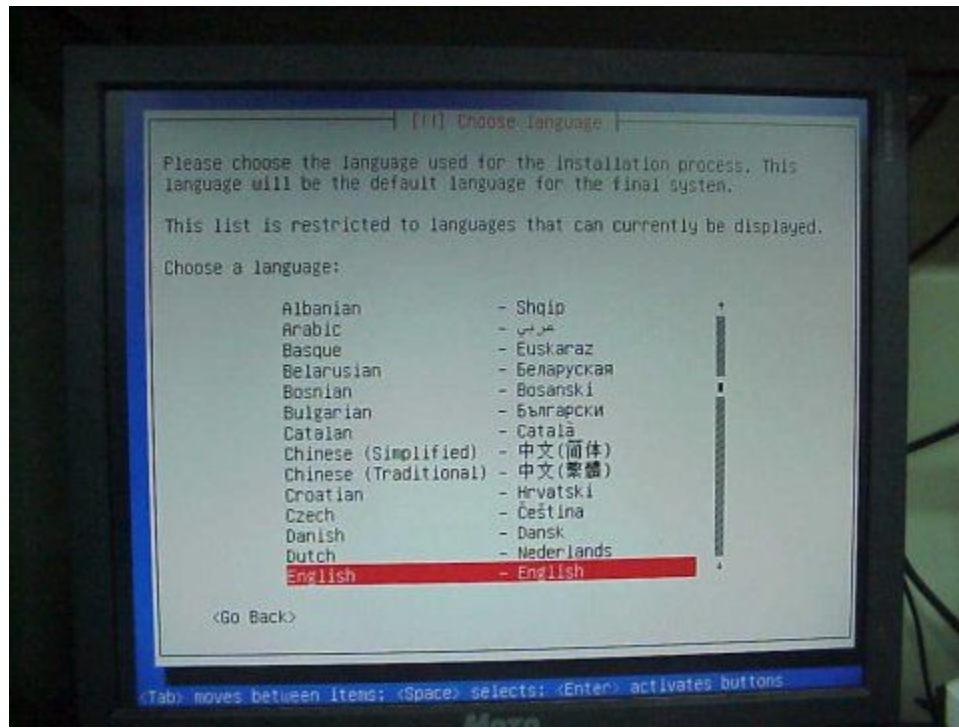 [!!] Choose language
Please choose the language used for the installation process. This
language will be the default language for the final system.
This list is restricted to languages that can currently be displayed.
Choose a language:
Albanian - Shqip
Arabic - عربي
Basque - Euskaraz
Belarusian - Беларуская
Bosnian - Bosanski
Bulgarian - Български
Catalan - Català
Chinese (Simplified) - 中文(简体)
Chinese (Traditional) - 中文(繁體)
Croatian - Hrvatski
Czech - Čeština
Danish - Dansk
Dutch - Nederlands
English - English
<Go Back>
<Tab> moves between items; <Space> selects; <Enter> activates buttons